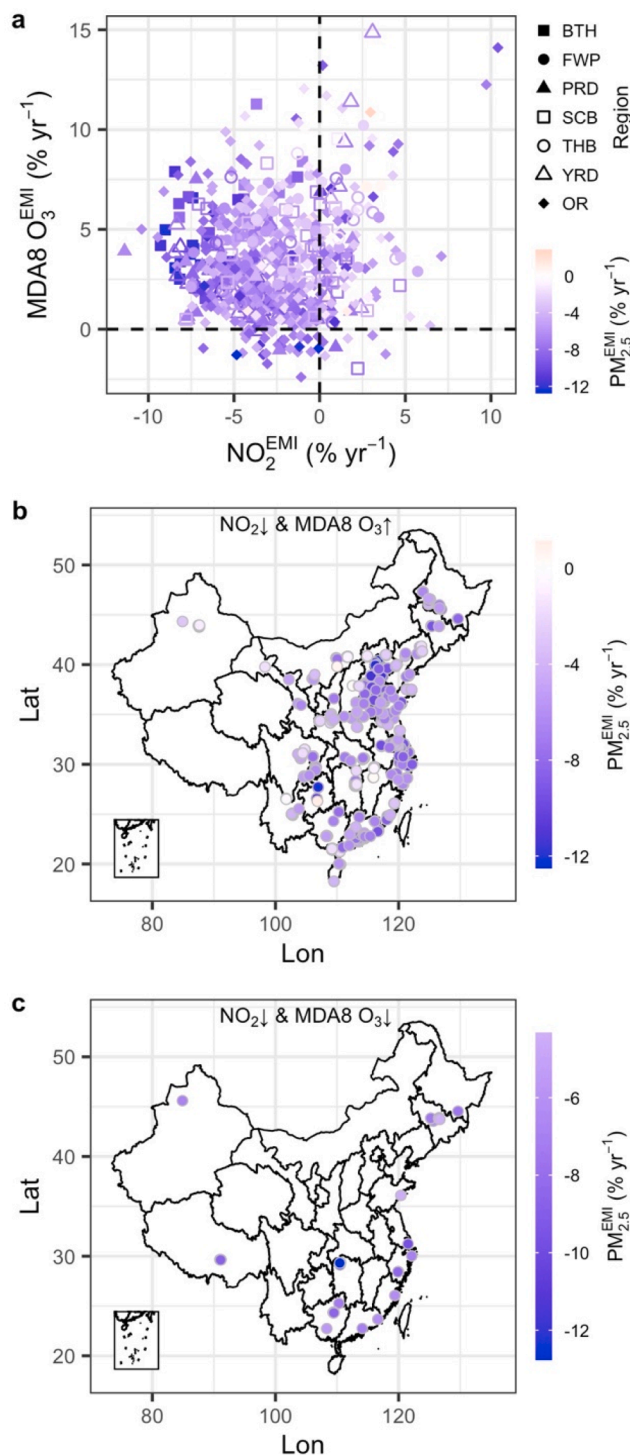 a
MDA8 O₃ᴱᴹᴵ (% yr⁻¹)
15
10
5
0
-10 -5 0 5 10
NO₂ᴱᴹᴵ (% yr⁻¹)
BTH
FWP
PRD
SCB
THB
YRD
OR
Region
0
-4
-8
-12
PM₂.₅ᴱᴹᴵ (% yr⁻¹)
b
NO₂↓ & MDA8 O₃↑
Lat
50
40
30
20
80 100 120
Lon
0
-4
-8
-12
PM₂.₅ᴱᴹᴵ (% yr⁻¹)
c
NO₂↓ & MDA8 O₃↓
Lat
50
40
30
20
80 100 120
Lon
-6
-8
-10
-12
PM₂.₅ᴱᴹᴵ (% yr⁻¹)